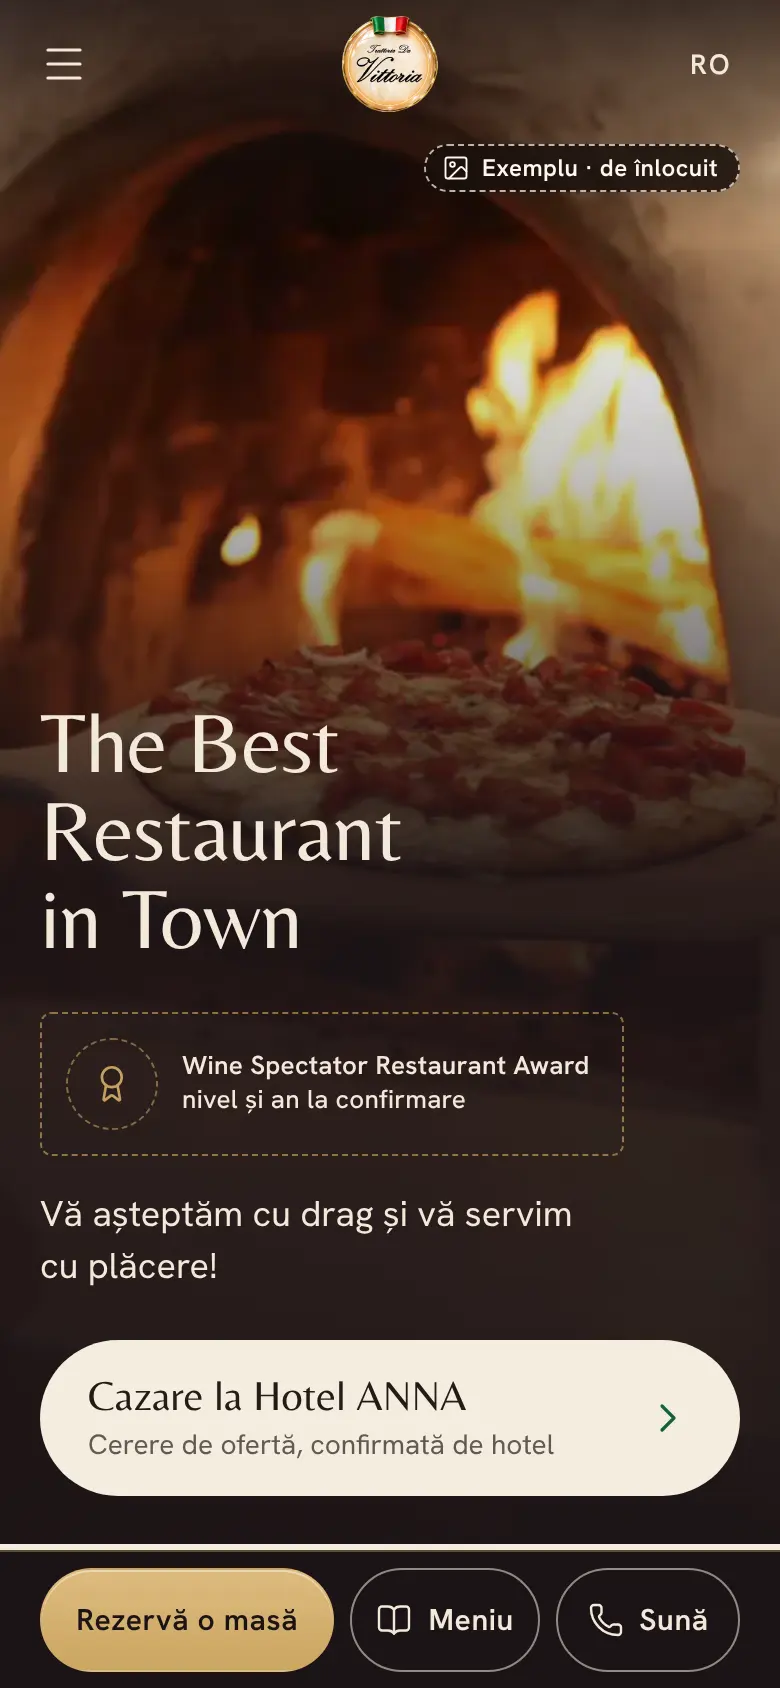 Trattoria Da
Vittoria
RO
Exemplu · de înlocuit
The Best
Restaurant
in Town
Wine Spectator Restaurant Award
nivel și an la confirmare
Vă așteptăm cu drag și vă servim
cu plăcere!
Cazare la Hotel ANNA
Cerere de ofertă, confirmată de hotel
Rezervă o masă
Meniu
Sună